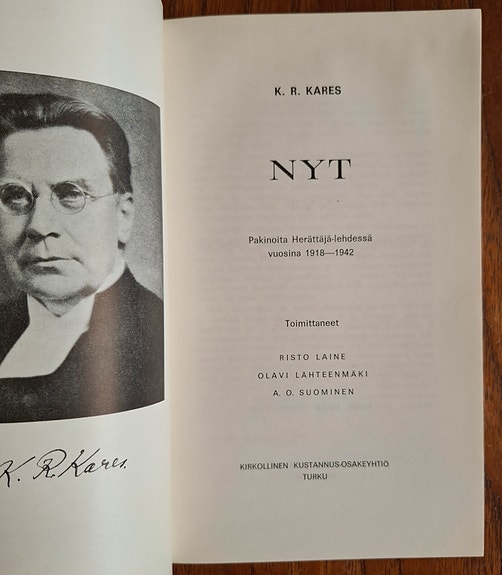 K. R. Kares.
K. R. KARES
NYT
Pakinoita Herättäjä-lehdessä
vuosina 1918—1942
Toimittaneet
RISTO LAINE
OLAVI LÄHTEENMÄKI
A. O. SUOMINEN
KIRKOLLINEN KUSTANNUS-OSAKEYHTIÖ
TURKU